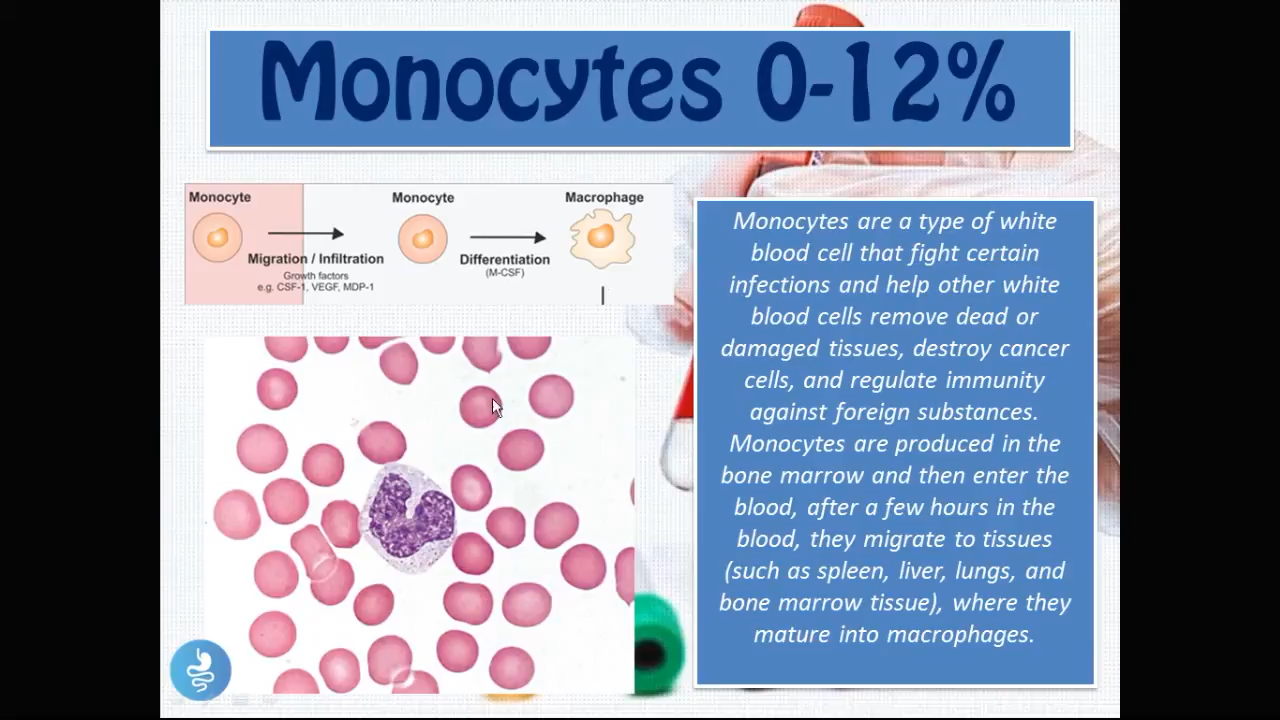 Monocytes 0-12%
Monocyte
Monocyte
Macrophage
Migration / Infiltration
Growth factors
e.g. CSF-1, VEGF, MDP-1
Differentiation
(M-CSF)
Monocytes are a type of white
blood cell that fight certain
infections and help other white
blood cells remove dead or
damaged tissues, destroy cancer
cells, and regulate immunity
against foreign substances.
Monocytes are produced in the
bone marrow and then enter the
blood, after a few hours in the
blood, they migrate to tissues
(such as spleen, liver, lungs, and
bone marrow tissue), where they
mature into macrophages.